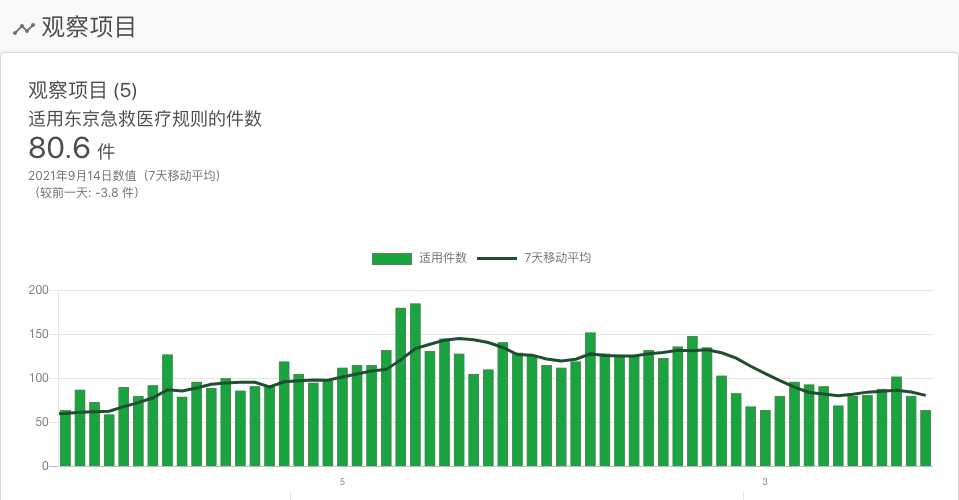 观察项目
观察项目 (5)
适用东京急救医疗规则的件数
80.6 件
2021年9月14日数值（7天移动平均）
（较前一天: -3.8 件）
适用件数 7天移动平均
200
150
100
50
0
5 3